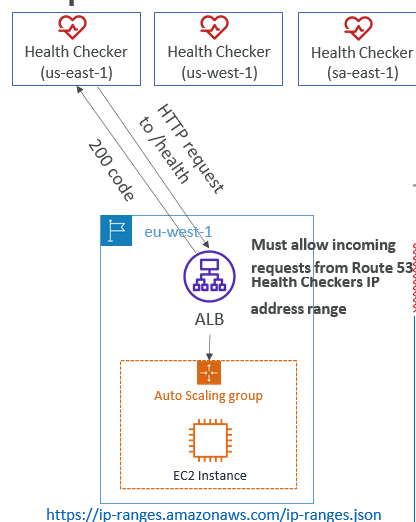 Health Checker
(us-east-1)
Health Checker
(us-west-1)
Health Checker
(sa-east-1)
HTTP request
to /health
200 code
eu-west-1
Must allow incoming
requests from Route 53
Health Checkers IP
address range
ALB
Auto Scaling group
EC2 Instance
https://ip-ranges.amazonaws.com/ip-ranges.json